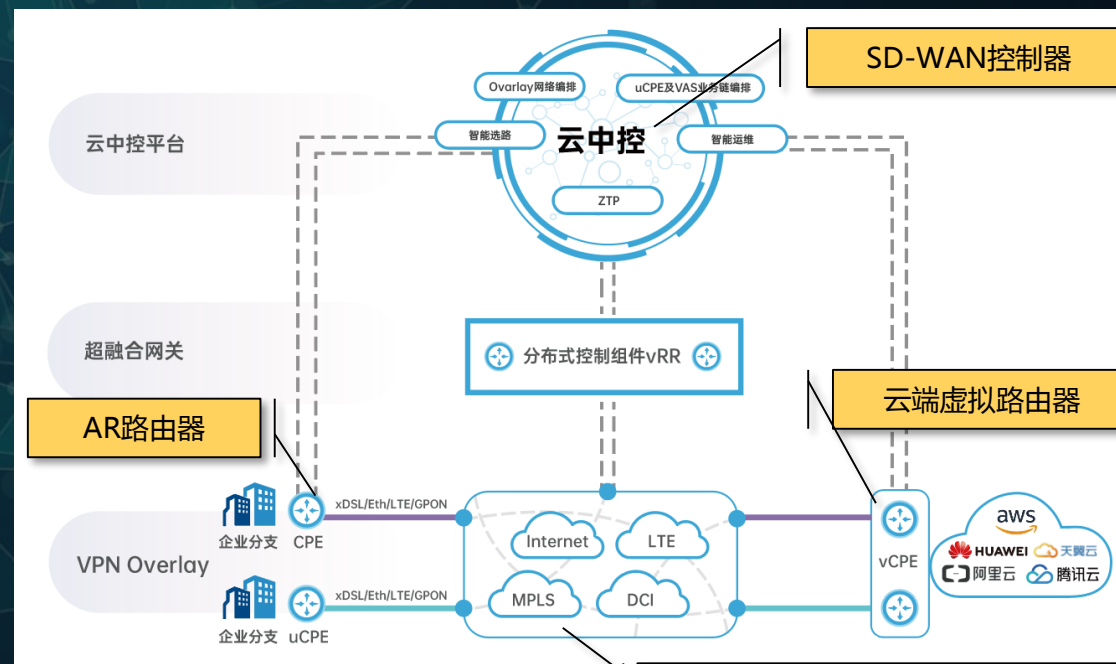 SD-WAN控制器
Ovarlay网络编排
uCPE及VAS业务链编排
云中控平台
智能选路
云中控
智能运维
ZTP
超融合网关
分布式控制组件vRR
云端虚拟路由器
AR路由器
xDSL/Eth/LTE/GPON
企业分支
CPE
Internet
LTE
aws
HUAWEI
天翼云
阿里云
腾讯云
vCPE
VPN Overlay
xDSL/Eth/LTE/GPON
MPLS
DCI
企业分支
uCPE